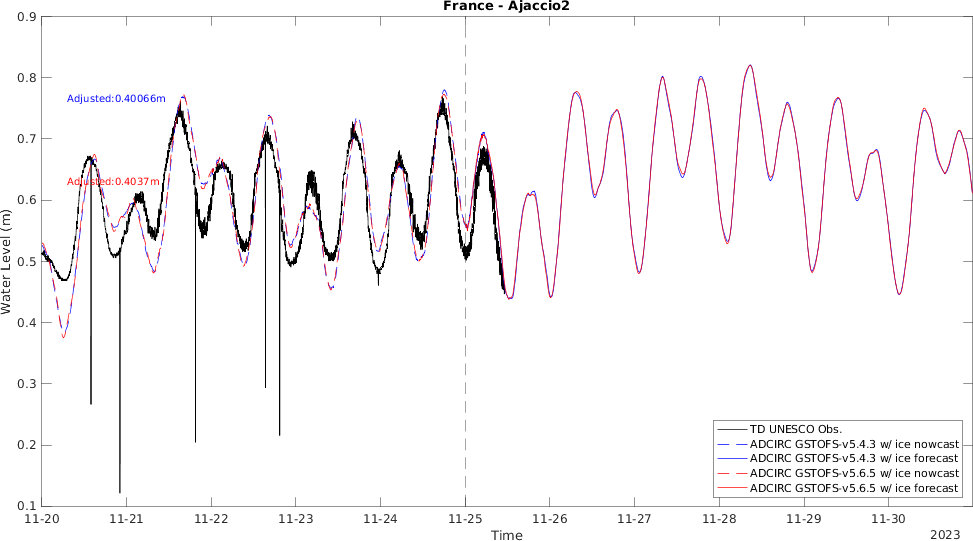 France - Ajaccio2
Water Level (m)
0.9
0.8
0.7
0.6
0.5
0.4
0.3
0.2
0.1
Adjusted:0.40066m
Adjusted:0.4037m
TD UNESCO Obs.
ADCIRC GSTOFS-v5.4.3 w/ ice nowcast
ADCIRC GSTOFS-v5.4.3 w/ ice forecast
ADCIRC GSTOFS-v5.6.5 w/ ice nowcast
ADCIRC GSTOFS-v5.6.5 w/ ice forecast
11-20 11-21 11-22 11-23 11-24 11-25 11-26 11-27 11-28 11-29 11-30
Time
2023